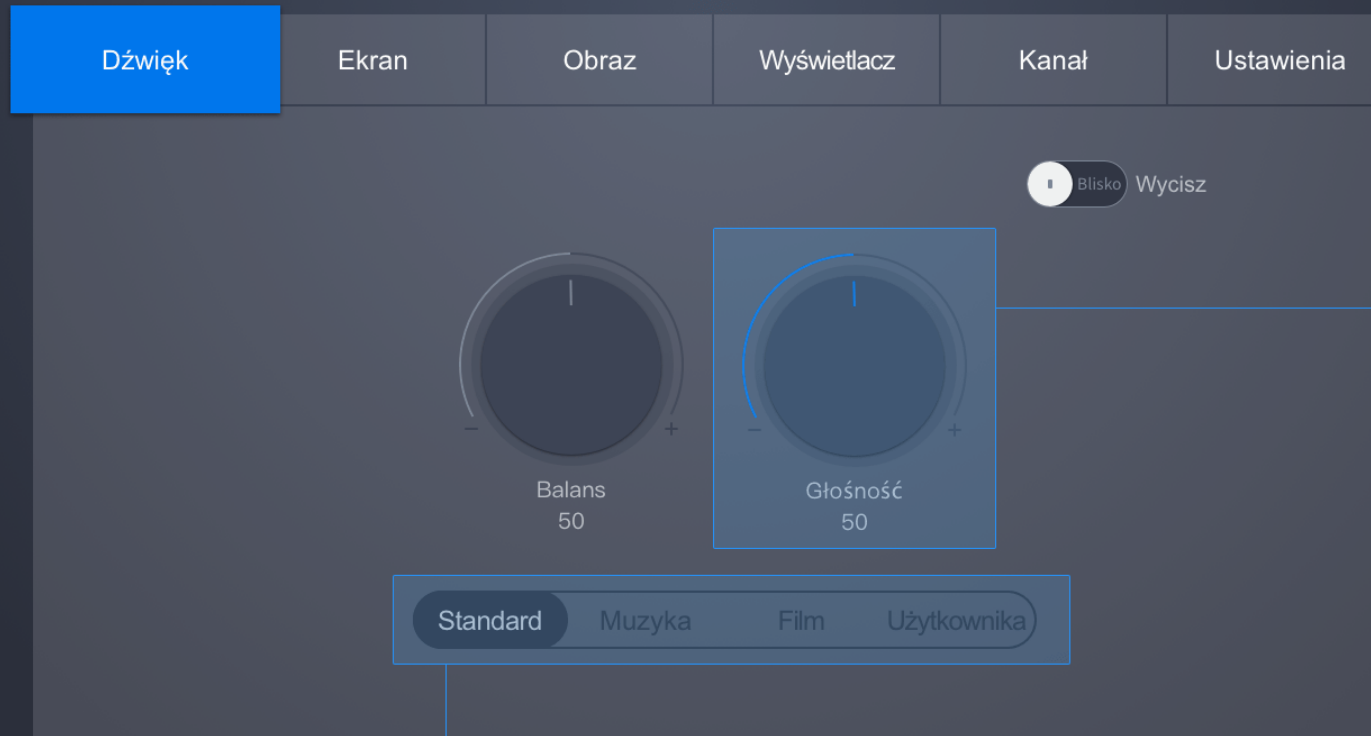 Dźwięk Ekran Obraz Wyświetlacz Kanał Ustawienia
Blisko Wycisz
− + − +
Balans Głośność
50 50
Standard Muzyka Film Użytkownika